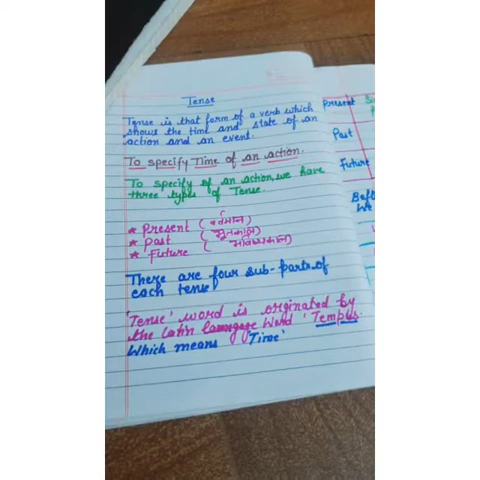 Tense
Tense is that form of a verb which
shows the time and state of an
action and an event.
To specify Time of an action.
To specify of an action, we have
three types of Tense.
* Present (वर्तमान)
* Past (भूतकाल)
* Future (भविष्यकाल)
There are four sub-parts of
each tense
'Tense' word is orginated by
the Latin language Word 'Tempus.
Which means 'Time'
Present
Past
Future
Befo
We